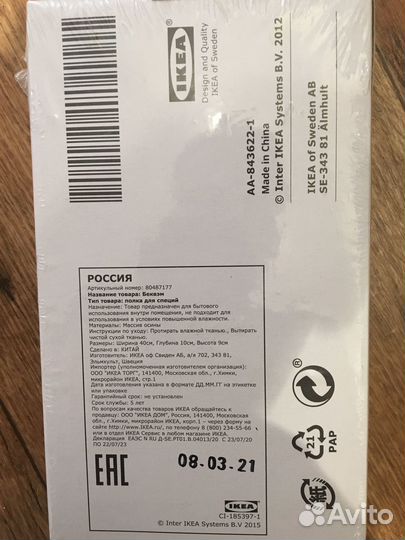 IKEA
Design and Quality
IKEA of Sweden
AA-843622-1
Made in China
© Inter IKEA Systems B.V. 2012
IKEA of Sweden AB
SE-343 81 Älmhult
РОССИЯ
Артикульный номер: 80487177
Название товара: Беквэм
Тип товара: полка для специй
Назначение: Товар предназначен для бытового
использования внутри помещения, не подходит для
использования в условиях повышенной влажности.
Материалы: Массив осины
Инструкции по уходу: Протирать влажной тканью., Вытирать
чистой сухой тканью.
Размеры: Ширина 40см, Глубина 10см, Высота 9см
Сделано в: КИТАЙ
Изготовитель: ИКЕА оф Свиден АБ, а/я 702, 343 81,
Эльмхульт, Швеция
Импортер (уполномоченная изготовителем организация):
ООО "ИКЕА ТОРГ", 141400, Московская обл., г.Химки,
микрорайон ИКЕА, стр.1
Дата изготовления указана в формате ДД.ММ.ГГ на этикетке
или упаковке
Гарантийный срок: не установлен
Срок службы: 5 лет
По вопросам качества товаров ИКЕА обращайтесь к
продавцу: ООО "ИКЕА ДОМ", Россия, 141400, Московская
обл., г.Химки, микрорайон ИКЕА, корпус 1, оставьте отзыв на
сайте http://www.IKEA.ru/, по телефону 8 (800) 234-55-66
или в отделе ИКЕА Сервис в любом магазине ИКЕА.
Декларация ЕАЭС N RU Д-SE.РТ01.В.04013/20 С 23/07/20
ПО 22/07/23
EAC
08-03-21
21
PAP
紙
IKEA
CI-185397-1
© Inter IKEA Systems B.V 2015
Avito